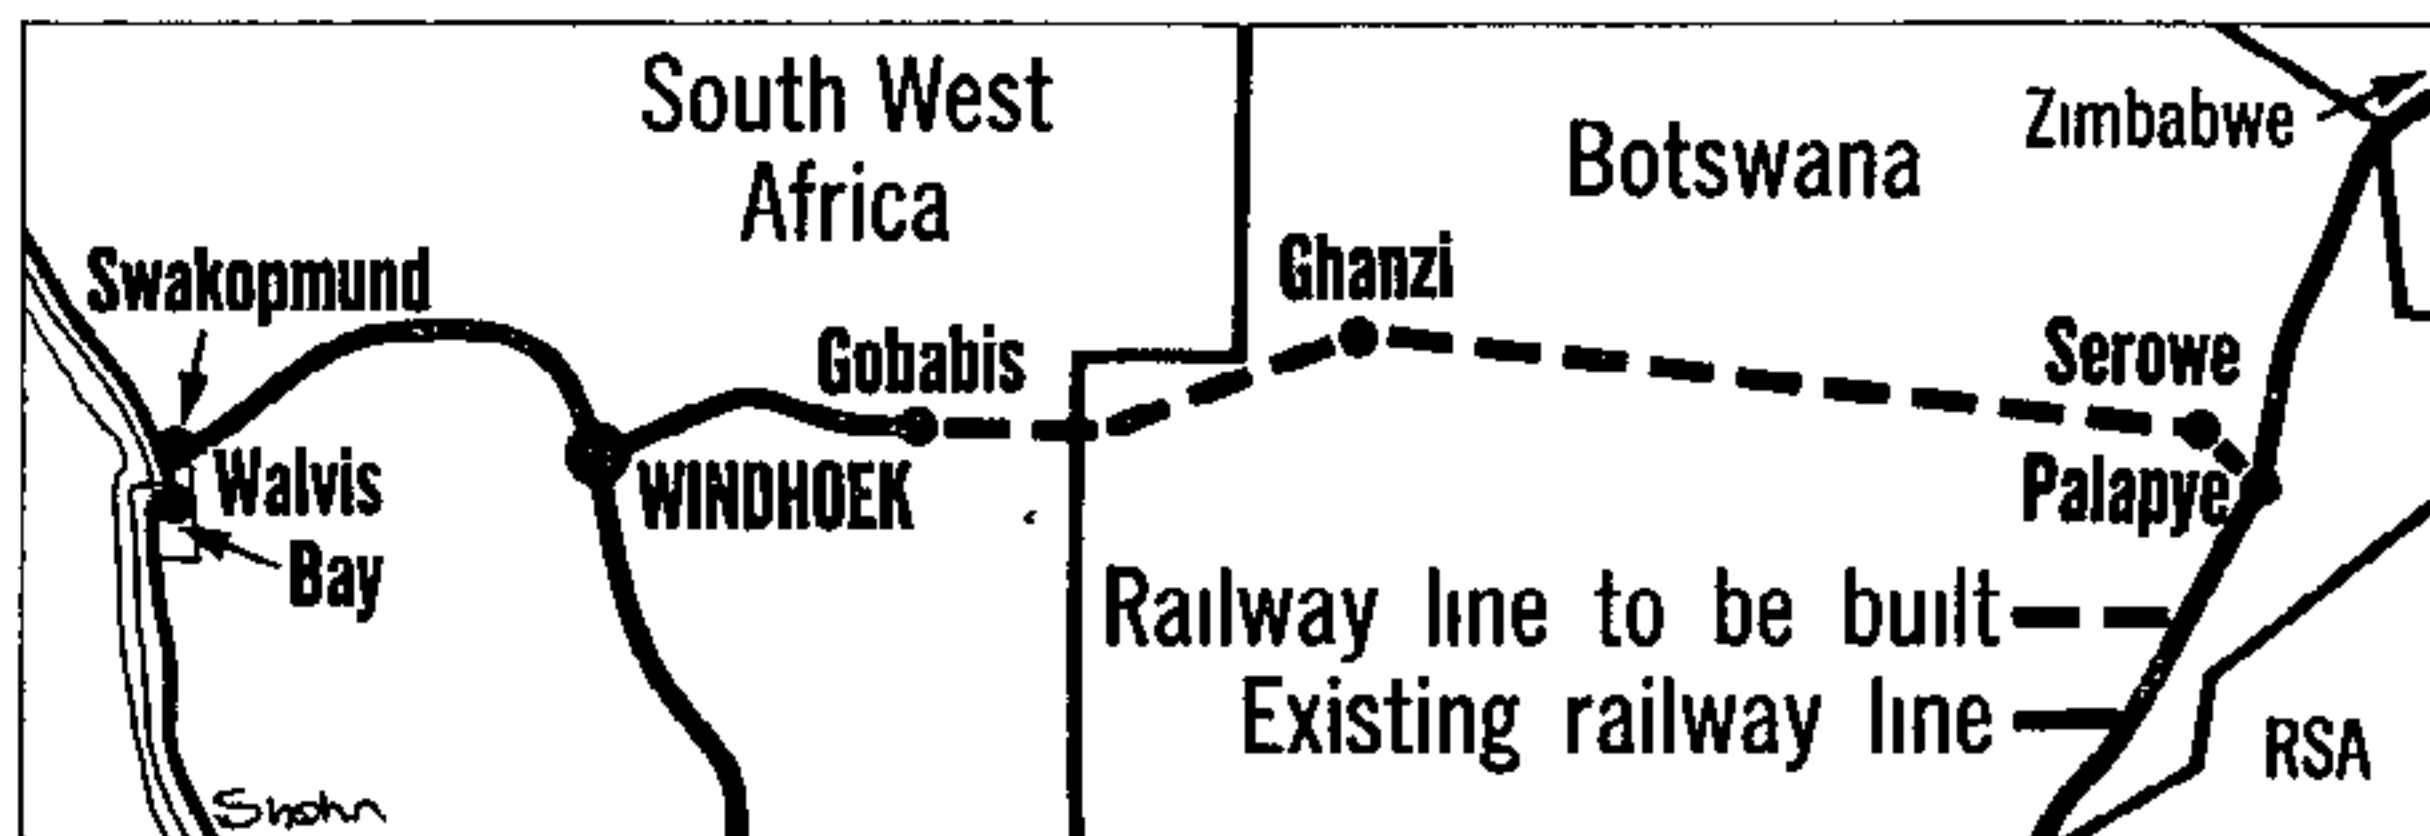 South West
Africa
Zimbabwe
Botswana
Swakopmund
Ghanzi
Gobabis
Serowe
Walvis
Bay
WINDHOEK
Palapye
Railway line to be built
Existing railway line
RSA